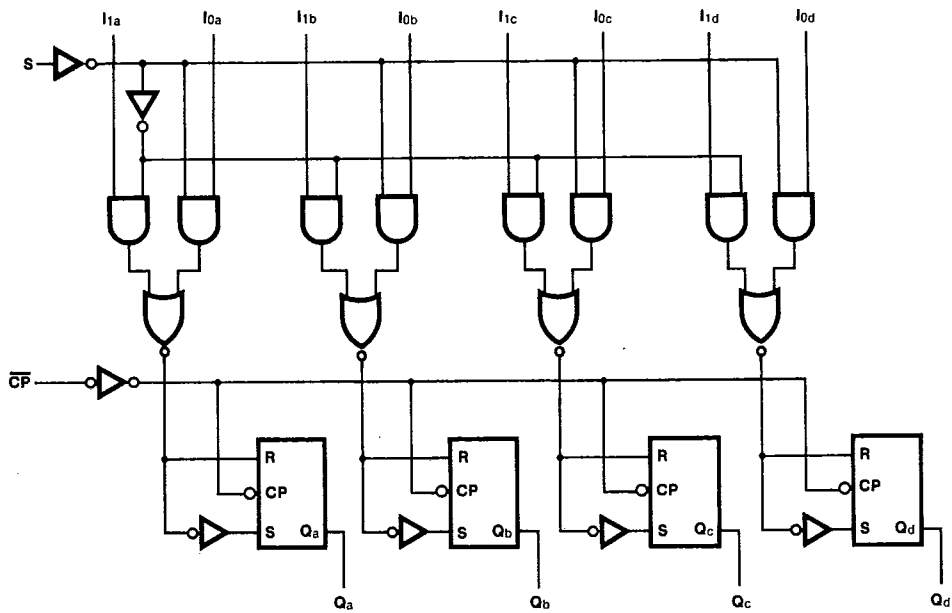 I1a I0a I1b I0b I1c I0c I1d I0d
S
CP
R R R R
CP CP CP CP
S Qa S Qb S Qc S Qd
Qa Qb Qc Qd